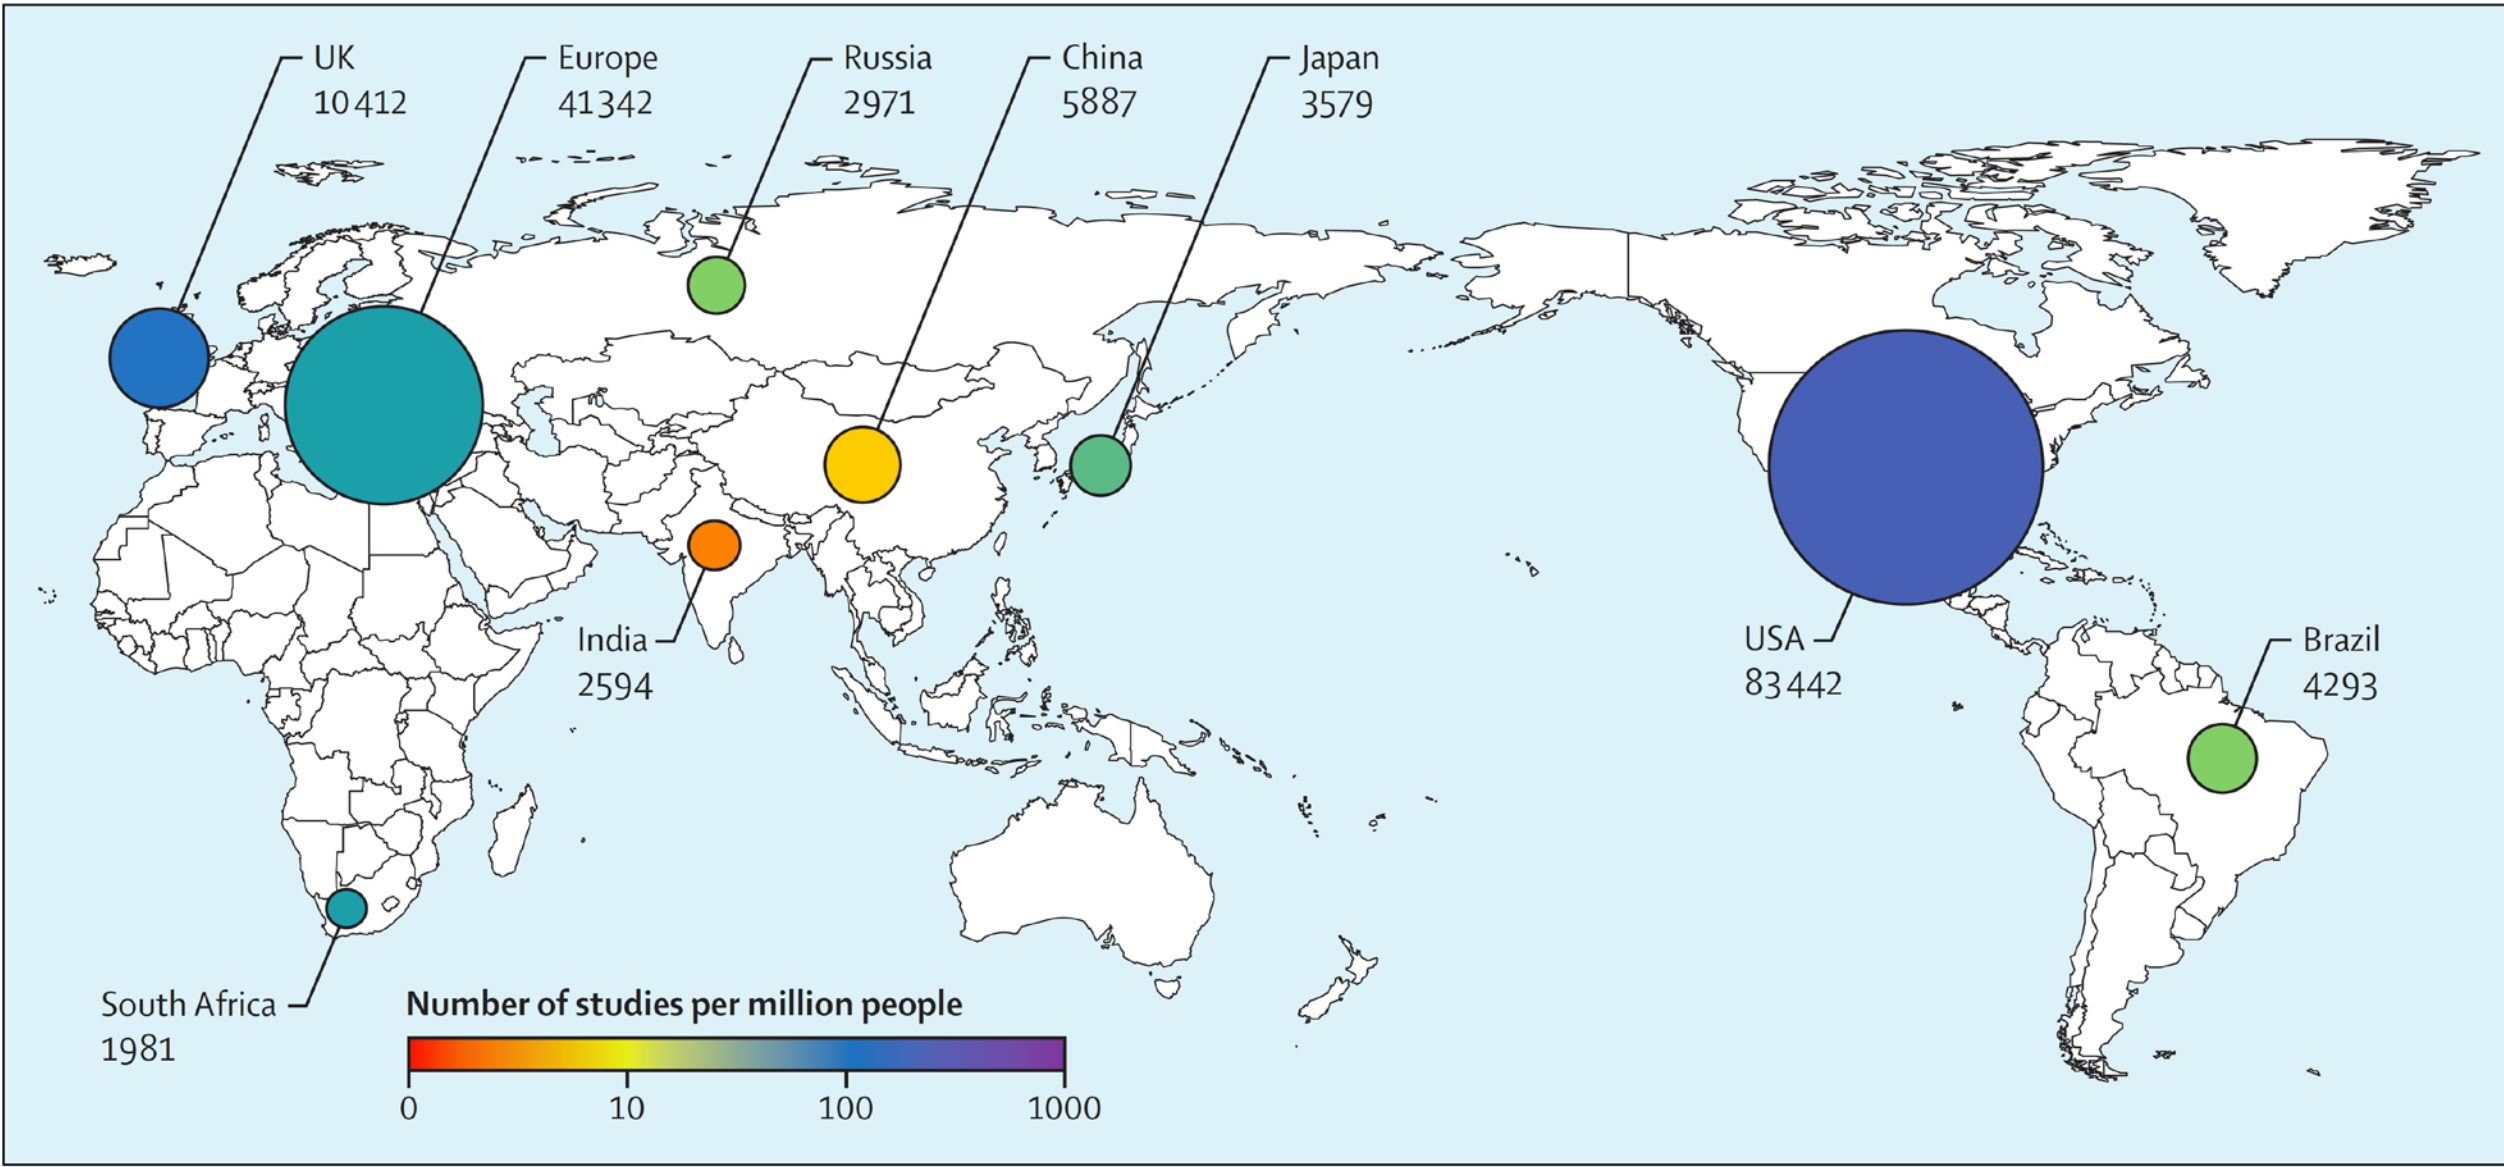 UK
10 412
Europe
41 342
Russia
2971
China
5887
Japan
3579
India
2594
USA
83 442
Brazil
4293
South Africa
1981
Number of studies per million people
0 10 100 1000